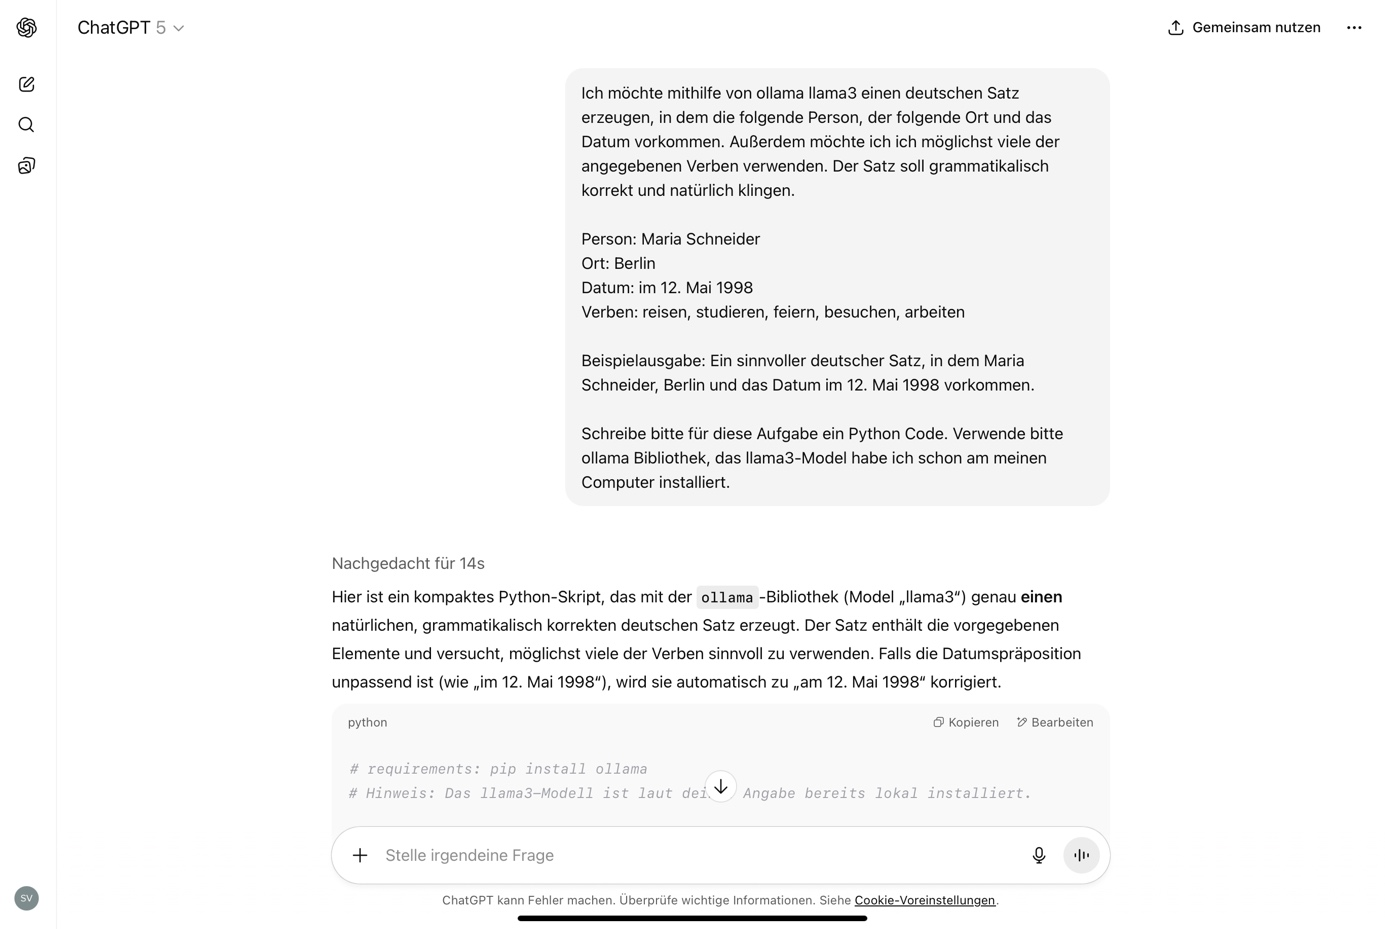 ChatGPT 5
Gemeinsam nutzen
Ich möchte mithilfe von ollama llama3 einen deutschen Satz
erzeugen, in dem die folgende Person, der folgende Ort und das
Datum vorkommen. Außerdem möchte ich ich möglichst viele der
angegebenen Verben verwenden. Der Satz soll grammatikalisch
korrekt und natürlich klingen.
Person: Maria Schneider
Ort: Berlin
Datum: im 12. Mai 1998
Verben: reisen, studieren, feiern, besuchen, arbeiten
Beispielausgabe: Ein sinnvoller deutscher Satz, in dem Maria
Schneider, Berlin und das Datum im 12. Mai 1998 vorkommen.
Schreibe bitte für diese Aufgabe ein Python Code. Verwende bitte
ollama Bibliothek, das llama3-Model habe ich schon am meinen
Computer installiert.
Nachgedacht für 14s
Hier ist ein kompaktes Python-Skript, das mit der ollama-Bibliothek (Model „llama3“) genau einen
natürlichen, grammatikalisch korrekten deutschen Satz erzeugt. Der Satz enthält die vorgegebenen
Elemente und versucht, möglichst viele der Verben sinnvoll zu verwenden. Falls die Datumspräposition
unpassend ist (wie „im 12. Mai 1998“), wird sie automatisch zu „am 12. Mai 1998“ korrigiert.
python
Kopieren
Bearbeiten
# requirements: pip install ollama
# Hinweis: Das llama3-Modell ist laut Angabe bereits lokal installiert.
Stelle irgendeine Frage
SV
ChatGPT kann Fehler machen. Überprüfe wichtige Informationen. Siehe Cookie-Voreinstellungen.